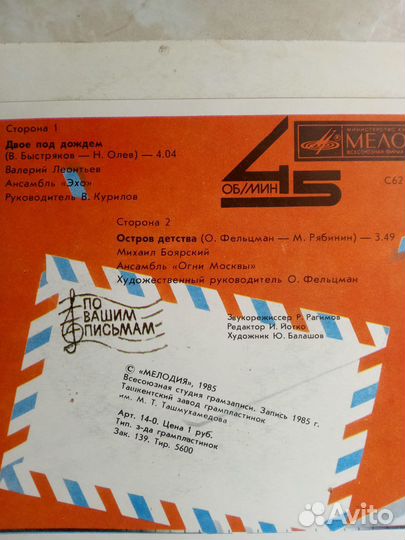 Сторона 1
Двое под дождем
(В. Быстряков — Н. Олев) — 4.04
Валерий Леонтьев
Ансамбль «Эхо»
Руководитель В. Курилов
45
ОБ/МИН
МИНИСТЕРСТВО
МЕЛО
ВСЕСОЮЗНАЯ ФИРМА
С62
Сторона 2
Остров детства (О. Фельцман — М. Рябинин) — 3.49
Михаил Боярский
Ансамбль «Огни Москвы»
Художественный руководитель О. Фельцман
Звукорежиссер Р. Рагимов
Редактор И. Йотко
Художник Ю. Балашов
ПО
ВАШИМ
ПИСЬМАМ
© «МЕЛОДИЯ», 1985
Всесоюзная студия грамзаписи. Запись 1985 г.
Ташкентский завод грампластинок
им. М. Т. Ташмухамедова
Арт. 14-0. Цена 1 руб.
Тип. з-да грампластинок
Зак. 139. Тир. 5600
Avito